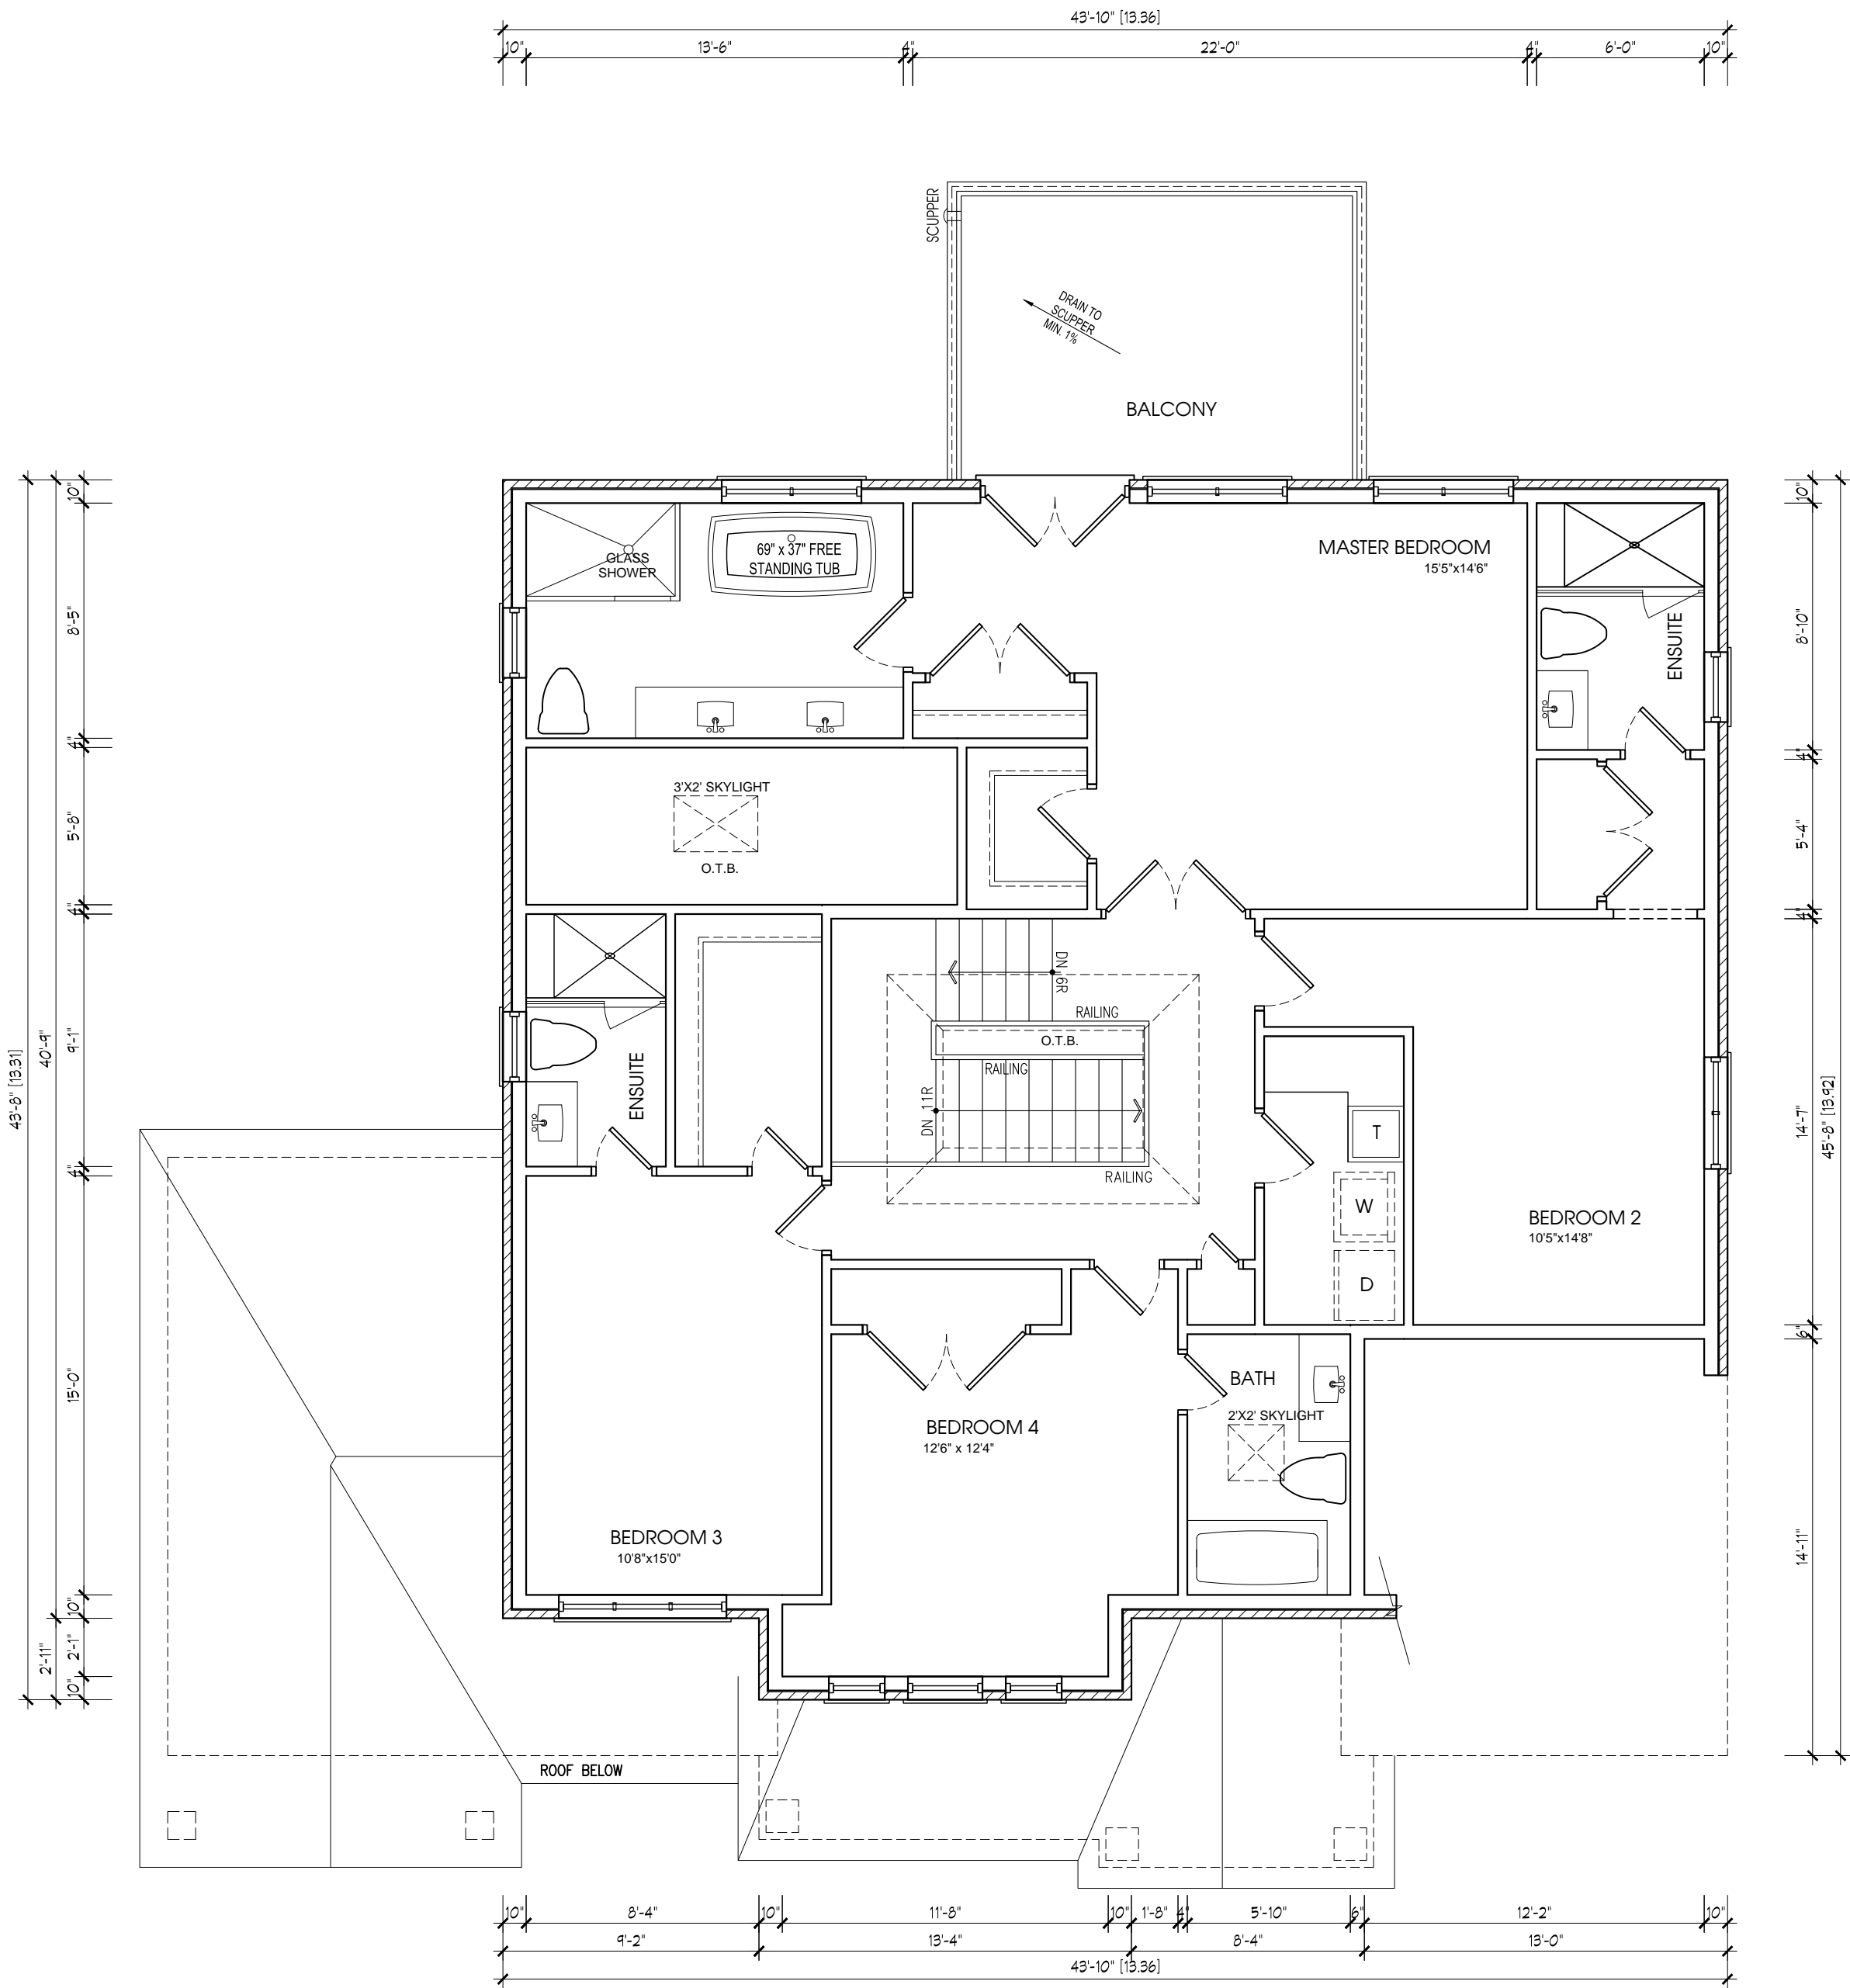 43'-10" [13.36]
10" 13'-6" 4" 22'-0" 4" 6'-0" 10"
SCUPPER
DRAIN TO
SCUPPER
MIN. 1%
BALCONY
MASTER BEDROOM
15'5"x14'6"
GLASS
SHOWER
69" x 37" FREE
STANDING TUB
ENSUITE
3'X2' SKYLIGHT
O.T.B.
DN 6R
RAILING
O.T.B.
RAILING
DN 11R
RAILING
ENSUITE
T
W
D
BEDROOM 2
10'5"x14'8"
BATH
2'X2' SKYLIGHT
BEDROOM 4
12'6" x 12'4"
BEDROOM 3
10'8"x15'0"
ROOF BELOW
43'-8" [13.31]
40'-9"
2'-11"
10"
8'-5"
4"
5'-8"
4"
9'-1"
4"
15'-0"
10"
2'-1"
10"
10"
8'-10"
4"
5'-4"
4"
14'-7"
6"
14'-11"
45'-8" [13.92]
10" 8'-4" 10" 11'-8" 10" 1'-8" 4" 5'-10" 6" 12'-2" 10"
9'-2" 13'-4" 8'-4" 13'-0"
43'-10" [13.36]